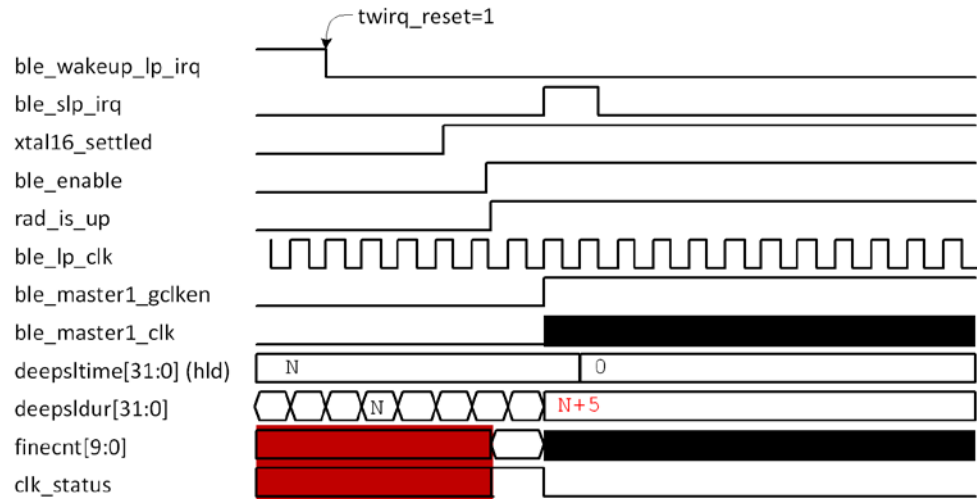 twirq_reset=1
ble_wakeup_lp_irq
ble_slp_irq
xtal16_settled
ble_enable
rad_is_up
ble_lp_clk
ble_master1_gclken
ble_master1_clk
deepsltime[31:0] (hld) N 0
deepsldur[31:0] N N+5
finecnt[9:0]
clk_status